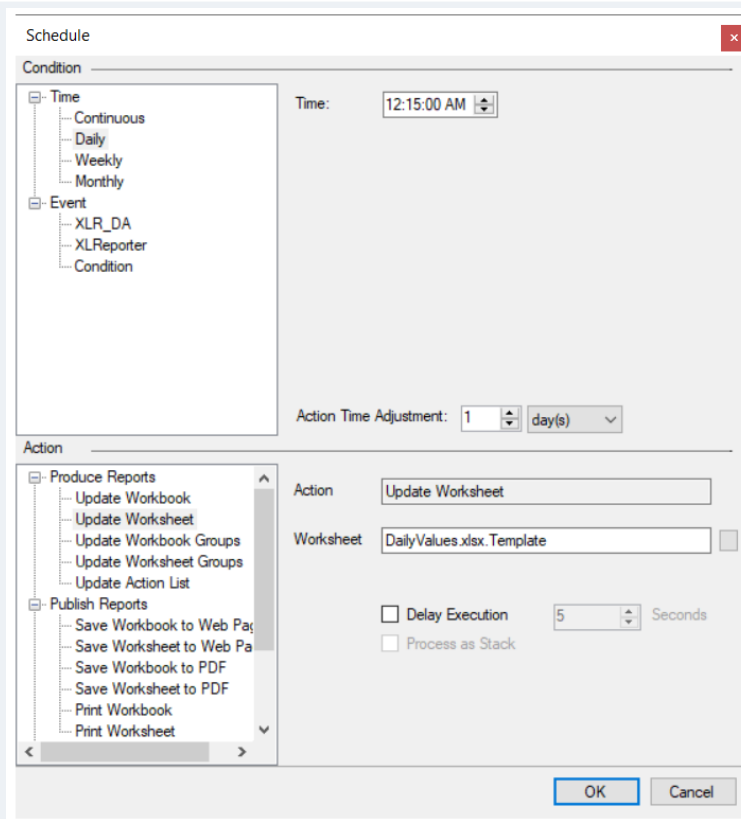 Schedule
Condition
Time
Continuous
Daily
Weekly
Monthly
Event
XLR_DA
XLReporter
Condition
Time: 12:15:00 AM
Action Time Adjustment: 1 day(s)
Action
Produce Reports
Update Workbook
Update Worksheet
Update Workbook Groups
Update Worksheet Groups
Update Action List
Publish Reports
Save Workbook to Web Pag
Save Worksheet to Web Pa
Save Workbook to PDF
Save Worksheet to PDF
Print Workbook
Print Worksheet
Action Update Worksheet
Worksheet DailyValues.xlsx.Template
Delay Execution 5 Seconds
Process as Stack
OK Cancel